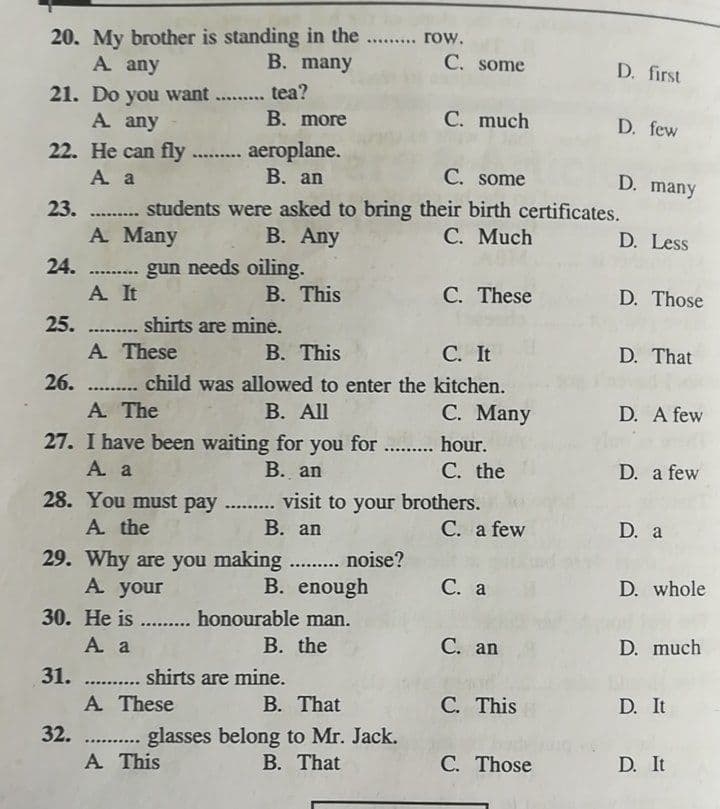 20. My brother is standing in the ......... row.
A. any B. many C. some D. first
21. Do you want ......... tea?
A. any B. more C. much D. few
22. He can fly ......... aeroplane.
A. a B. an C. some D. many
23. ......... students were asked to bring their birth certificates.
A. Many B. Any C. Much D. Less
24. ......... gun needs oiling.
A. It B. This C. These D. Those
25. ......... shirts are mine.
A. These B. This C. It D. That
26. ......... child was allowed to enter the kitchen.
A. The B. All C. Many D. A few
27. I have been waiting for you for ......... hour.
A. a B. an C. the D. a few
28. You must pay ......... visit to your brothers.
A. the B. an C. a few D. a
29. Why are you making ......... noise?
A. your B. enough C. a D. whole
30. He is ......... honourable man.
A. a B. the C. an D. much
31. .......... shirts are mine.
A. These B. That C. This D. It
32. .......... glasses belong to Mr. Jack.
A. This B. That C. Those D. It